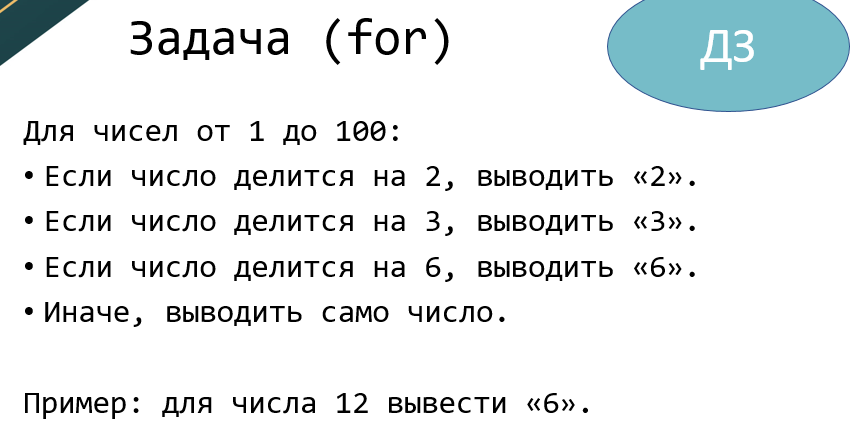 Задача (for)
ДЗ
Для чисел от 1 до 100:
• Если число делится на 2, выводить «2».
• Если число делится на 3, выводить «3».
• Если число делится на 6, выводить «6».
• Иначе, выводить само число.
Пример: для числа 12 вывести «6».